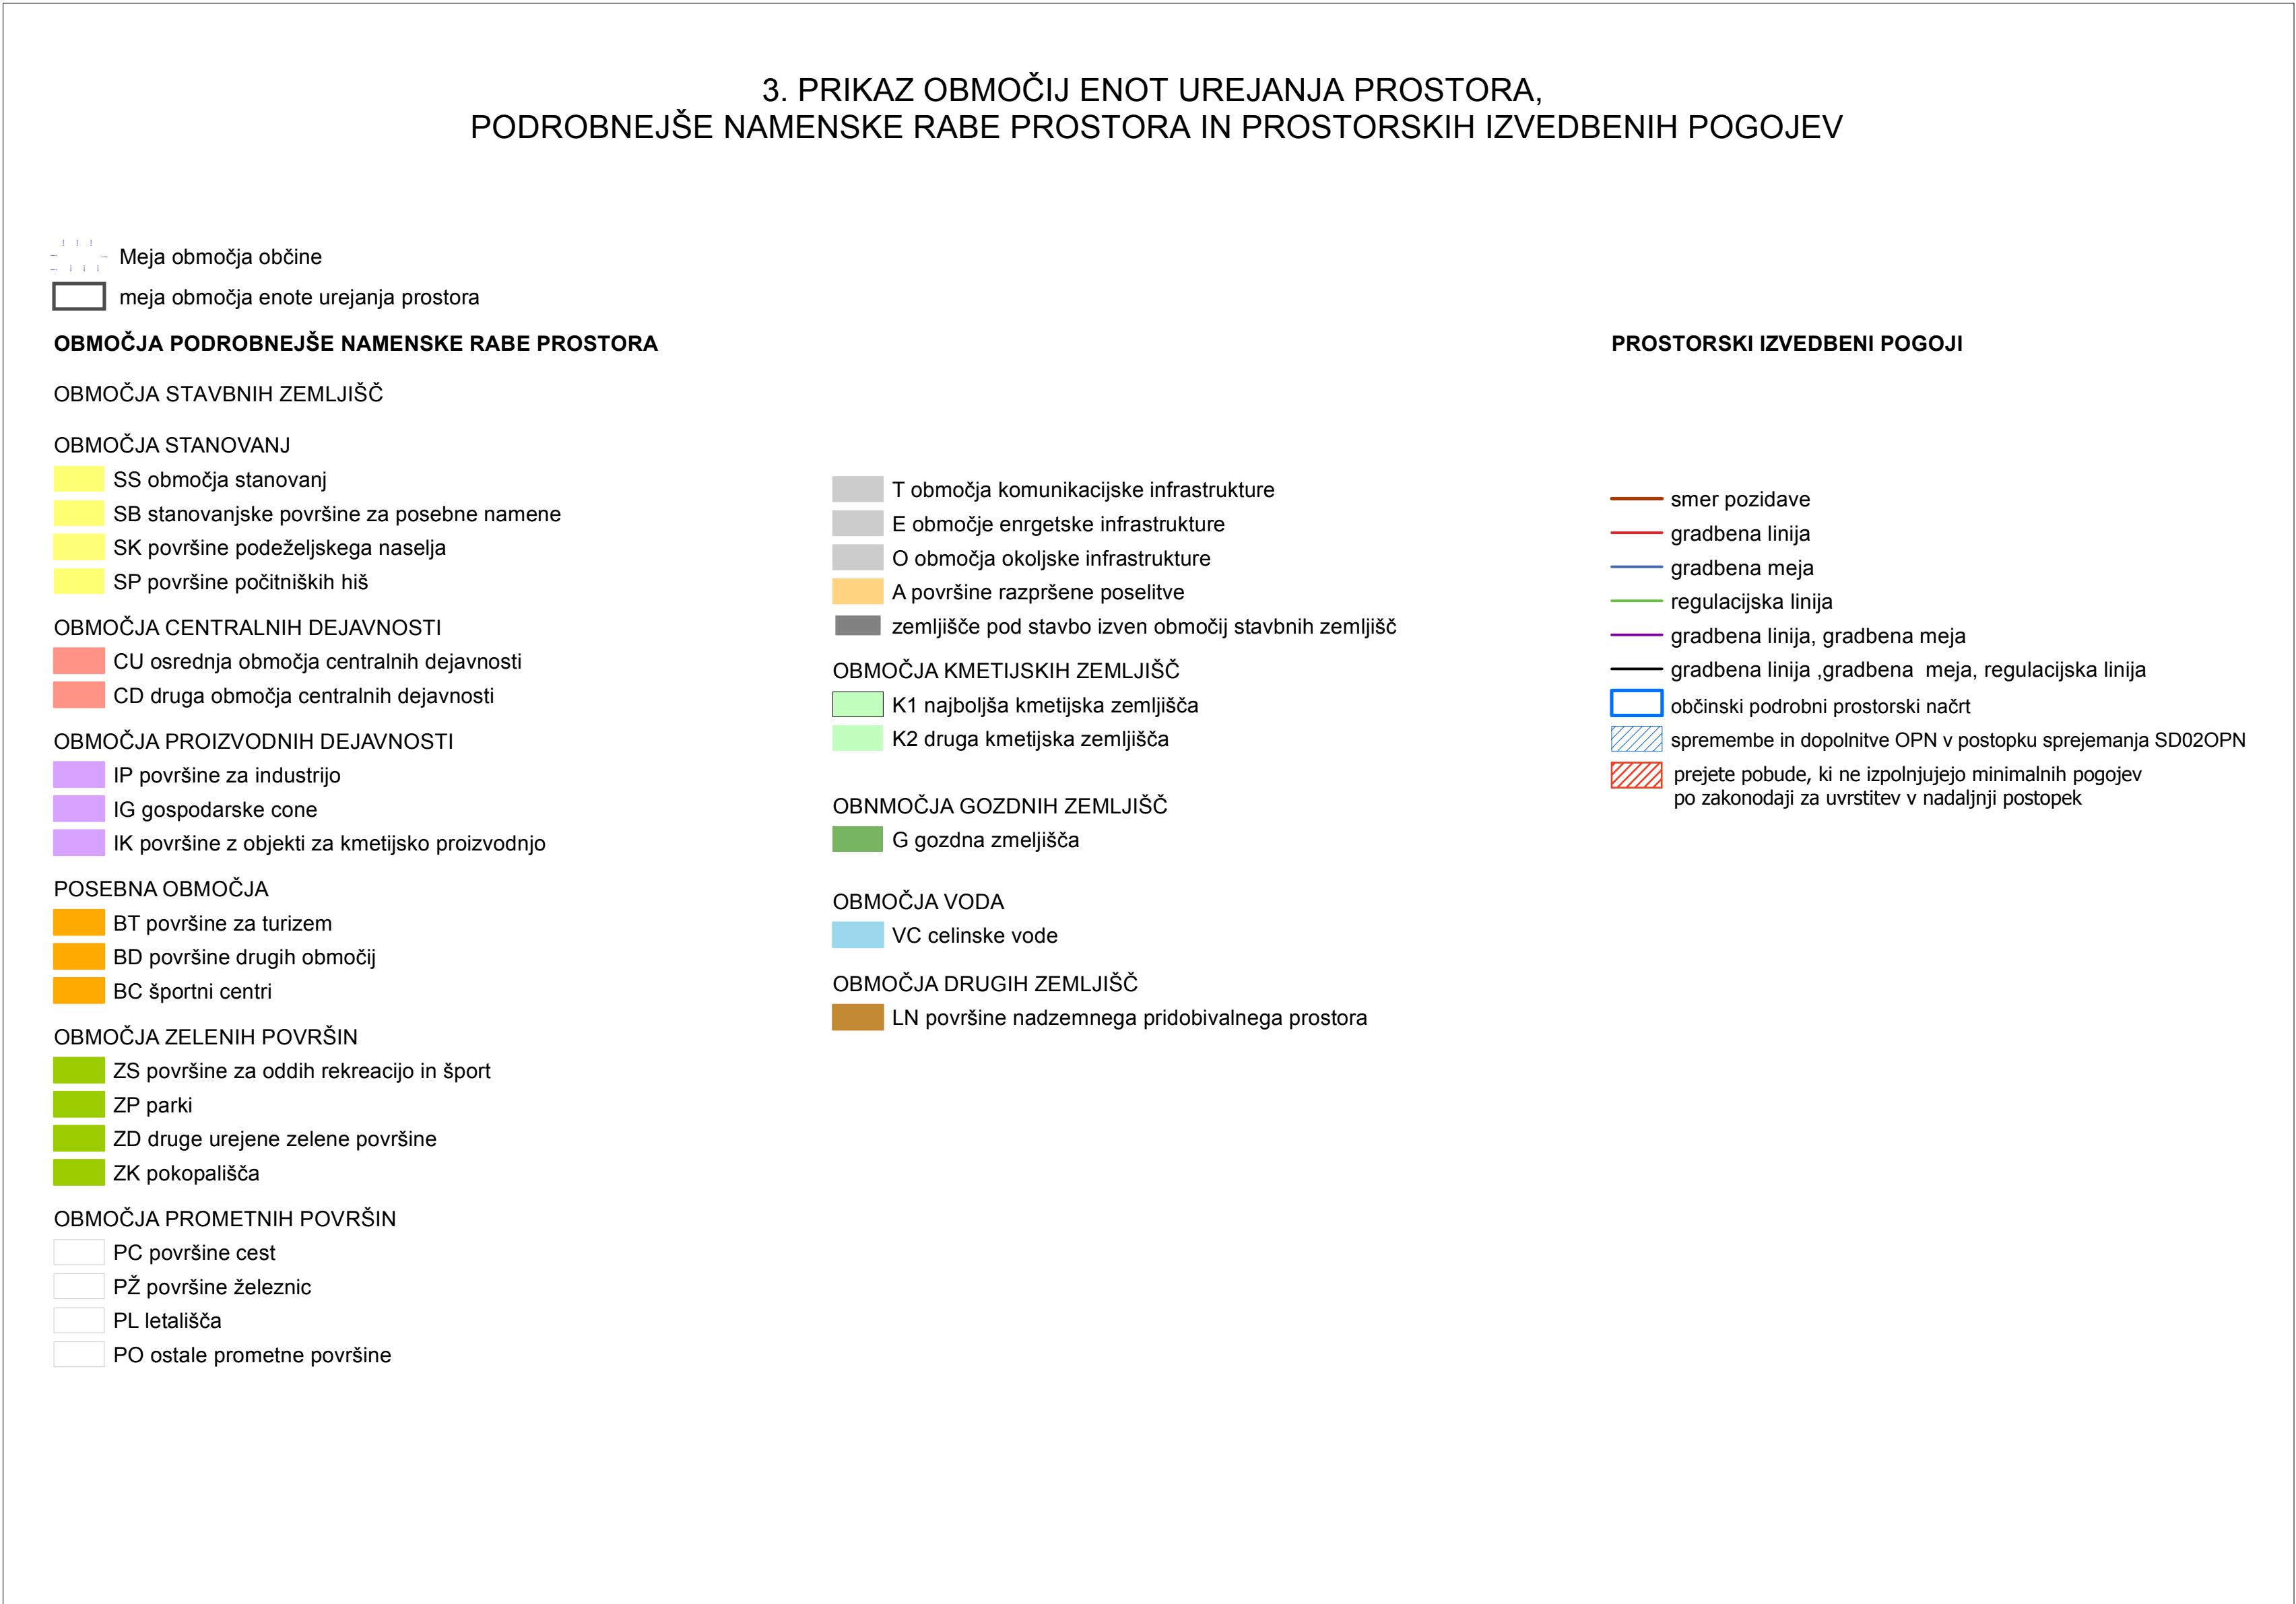 3. PRIKAZ OBMOČIJ ENOT UREJANJA PROSTORA,
PODROBNEJŠE NAMENSKE RABE PROSTORA IN PROSTORSKIH IZVEDBENIH POGOJEV
Meja območja občine
meja območja enote urejanja prostora
OBMOČJA PODROBNEJŠE NAMENSKE RABE PROSTORA
OBMOČJA STAVBNIH ZEMLJIŠČ
OBMOČJA STANOVANJ
SS območja stanovanj
SB stanovanjske površine za posebne namene
SK površine podeželjskega naselja
SP površine počitniških hiš
OBMOČJA CENTRALNIH DEJAVNOSTI
CU osrednja območja centralnih dejavnosti
CD druga območja centralnih dejavnosti
OBMOČJA PROIZVODNIH DEJAVNOSTI
IP površine za industrijo
IG gospodarske cone
IK površine z objekti za kmetijsko proizvodnjo
POSEBNA OBMOČJA
BT površine za turizem
BD površine drugih območij
BC športni centri
OBMOČJA ZELENIH POVRŠIN
ZS površine za oddih rekreacijo in šport
ZP parki
ZD druge urejene zelene površine
ZK pokopališča
OBMOČJA PROMETNIH POVRŠIN
PC površine cest
PŽ površine železnic
PL letališča
PO ostale prometne površine
T območja komunikacijske infrastrukture
E območje enrgetske infrastrukture
O območja okoljske infrastrukture
A površine razpršene poselitve
zemljišče pod stavbo izven območij stavbnih zemljišč
OBMOČJA KMETIJSKIH ZEMLJIŠČ
K1 najboljša kmetijska zemljišča
K2 druga kmetijska zemljišča
OBNMOČJA GOZDNIH ZEMLJIŠČ
G gozdna zmeljišča
OBMOČJA VODA
VC celinske vode
OBMOČJA DRUGIH ZEMLJIŠČ
LN površine nadzemnega pridobivalnega prostora
PROSTORSKI IZVEDBENI POGOJI
smer pozidave
gradbena linija
gradbena meja
regulacijska linija
gradbena linija, gradbena meja
gradbena linija ,gradbena  meja, regulacijska linija
občinski podrobni prostorski načrt
spremembe in dopolnitve OPN v postopku sprejemanja SD02OPN
prejete pobude, ki ne izpolnjujejo minimalnih pogojev
po zakonodaji za uvrstitev v nadaljnji postopek